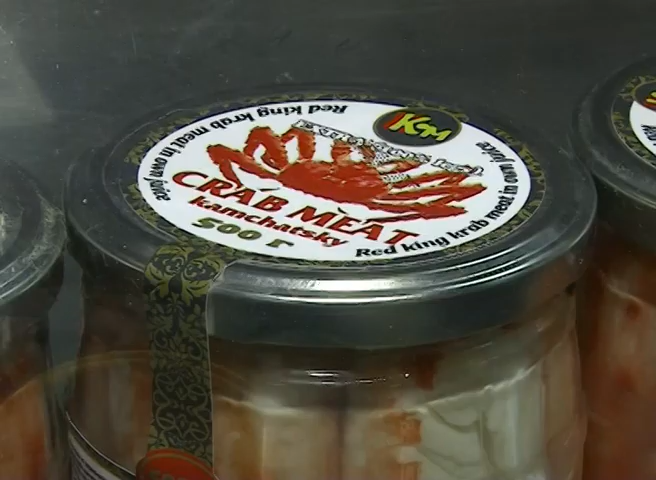 Red king krab meat in own juice
KM
EXTRA
CRAB MEAT
kamchatsky
500 г
Red king krab meat in own juice